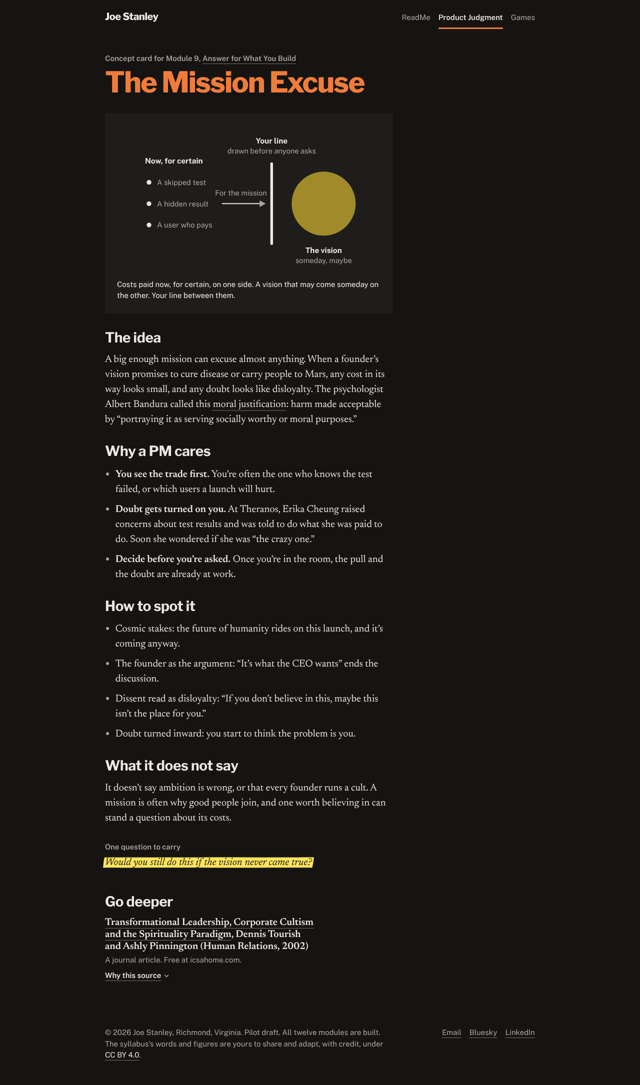 Joe Stanley
ReadMe Product Judgment Games
Concept card for Module 9, Answer for What You Build
The Mission Excuse
Your line
drawn before anyone asks
Now, for certain
A skipped test
For the mission
A hidden result
A user who pays
The vision
someday, maybe
Costs paid now, for certain, on one side. A vision that may come someday on
the other. Your line between them.
The idea
A big enough mission can excuse almost anything. When a founder’s
vision promises to cure disease or carry people to Mars, any cost in its
way looks small, and any doubt looks like disloyalty. The psychologist
Albert Bandura called this moral justification: harm made acceptable
by “portraying it as serving socially worthy or moral purposes.”
Why a PM cares
You see the trade first. You’re often the one who knows the test
failed, or which users a launch will hurt.
Doubt gets turned on you. At Theranos, Erika Cheung raised
concerns about test results and was told to do what she was paid to
do. Soon she wondered if she was “the crazy one.”
Decide before you’re asked. Once you’re in the room, the pull and
the doubt are already at work.
How to spot it
Cosmic stakes: the future of humanity rides on this launch, and it’s
coming anyway.
The founder as the argument: “It’s what the CEO wants” ends the
discussion.
Dissent read as disloyalty: “If you don’t believe in this, maybe this
isn’t the place for you.”
Doubt turned inward: you start to think the problem is you.
What it does not say
It doesn’t say ambition is wrong, or that every founder runs a cult. A
mission is often why good people join, and one worth believing in can
stand a question about its costs.
One question to carry
Would you still do this if the vision never came true?
Go deeper
Transformational Leadership, Corporate Cultism
and the Spirituality Paradigm, Dennis Tourish
and Ashly Pinnington (Human Relations, 2002)
A journal article. Free at icsahome.com.
Why this source
© 2026 Joe Stanley, Richmond, Virginia. Pilot draft. All twelve modules are built.
The syllabus’s words and figures are yours to share and adapt, with credit, under
CC BY 4.0.
Email Bluesky LinkedIn